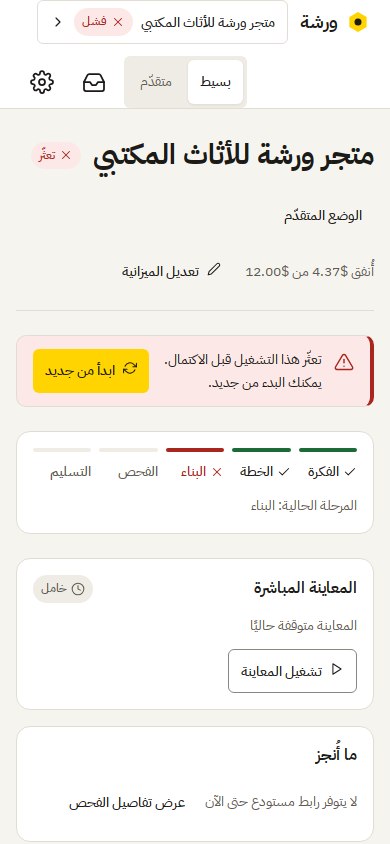 ورشة
متجر ورشة للأثاث المكتبي
فشل
بسيط
متقدّم
متجر ورشة للأثاث المكتبي
تعثّر
الوضع المتقدّم
أُنفق $4.37 من $12.00
تعديل الميزانية
تعثّر هذا التشغيل قبل الاكتمال.
يمكنك البدء من جديد.
ابدأ من جديد
الفكرة
الخطة
البناء
الفحص
التسليم
المرحلة الحالية: البناء
المعاينة المباشرة
خامل
المعاينة متوقفة حاليًا
تشغيل المعاينة
ما أُنجز
لا يتوفر رابط مستودع حتى الآن
عرض تفاصيل الفحص